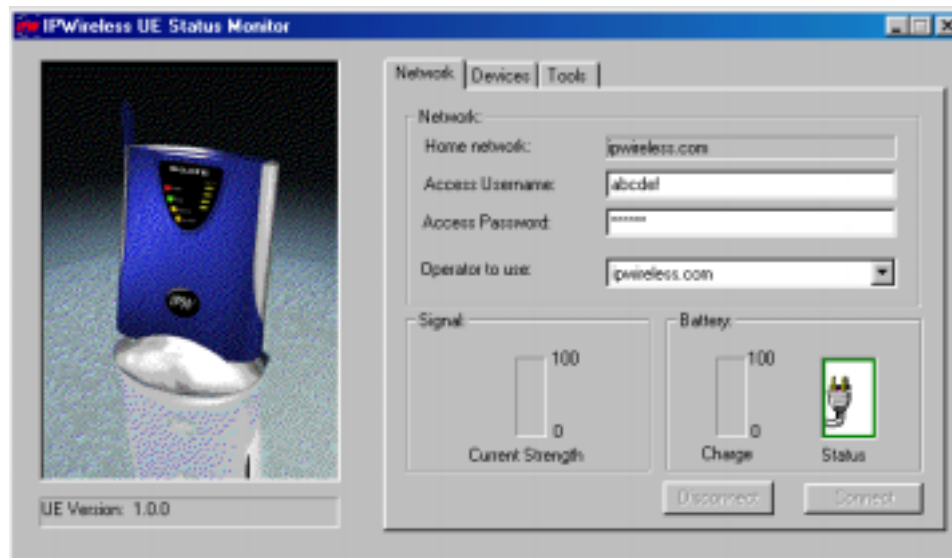 IPWireless UE Status Monitor
Network Devices Tools
Network:
Home network: ipwireless.com
Access Username: abcdef
Access Password: ******
Operator to use: ipwireless.com
Signal: Battery:
100 100
0 0
Current Strength Charge Status
Disconnect Connect
UE Version: 1.0.0
IPW